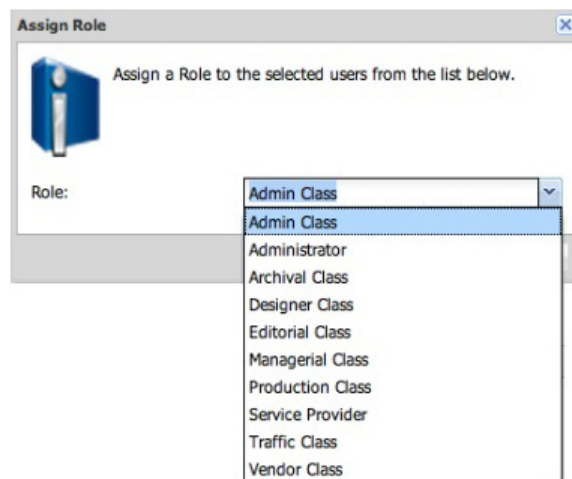 Assign Role
Assign a Role to the selected users from the list below.
Role:
Admin Class
Admin Class
Administrator
Archival Class
Designer Class
Editorial Class
Managerial Class
Production Class
Service Provider
Traffic Class
Vendor Class